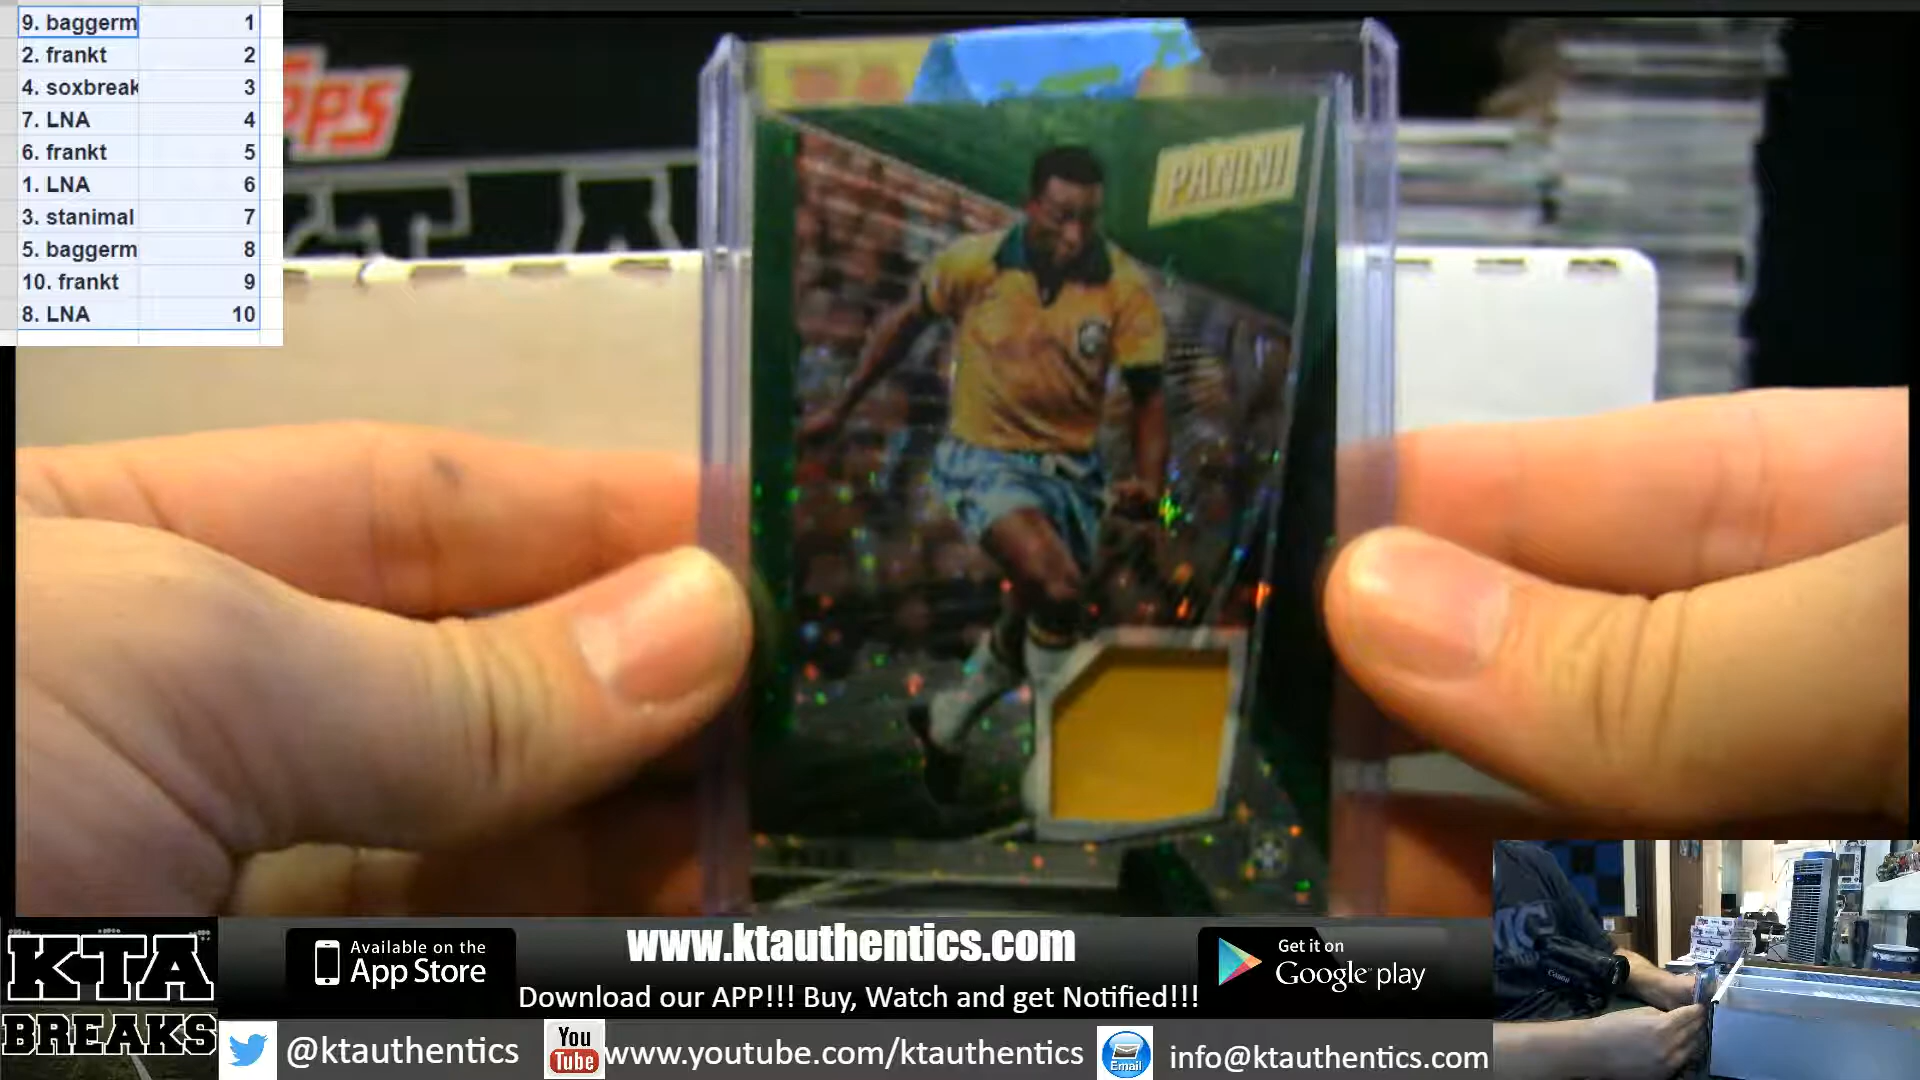 9. baggerm 1
2. frankt 2
4. soxbreak 3
7. LNA 4
6. frankt 5
1. LNA 6
3. stanimal 7
5. baggerm 8
10. frankt 9
8. LNA 10
PANINI
KTA
BREAKS
Available on the
App Store
www.ktauthentics.com
Get it on
Google play
Download our APP!!! Buy, Watch and get Notified!!!
@ktauthentics
You
Tube
www.youtube.com/ktauthentics
Email
info@ktauthentics.com
Canon